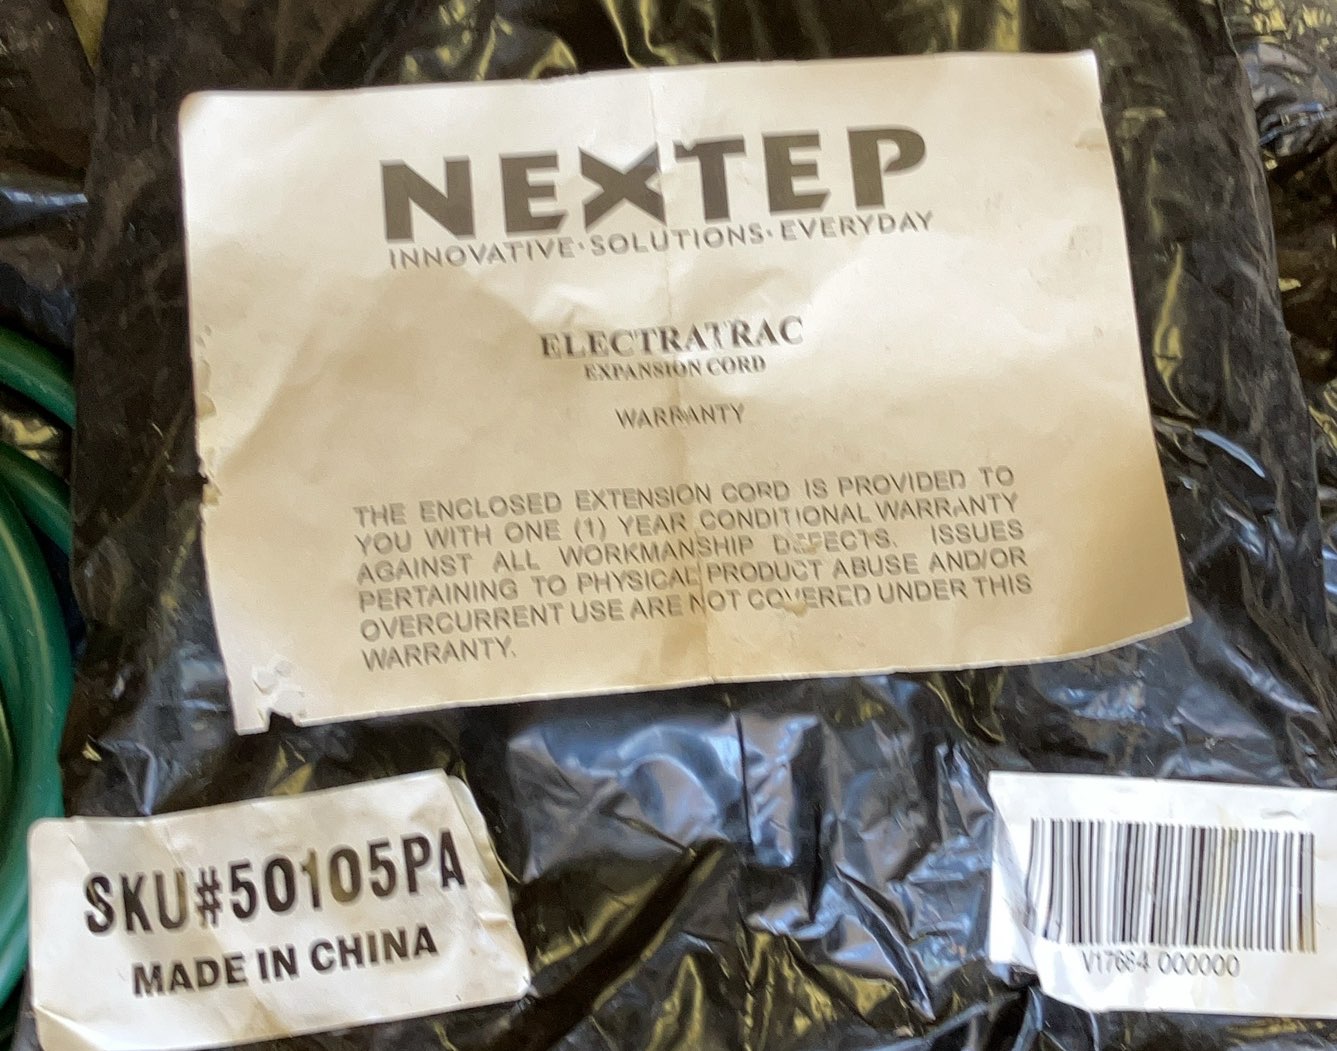 NEXTEP
INNOVATIVE·SOLUTIONS·EVERYDAY
ELECTRATRAC
EXPANSION CORD
WARRANTY
THE ENCLOSED EXTENSION CORD IS PROVIDED TO
YOU WITH ONE (1) YEAR CONDITIONAL WARRANTY
AGAINST ALL WORKMANSHIP DEFECTS. ISSUES
PERTAINING TO PHYSICAL PRODUCT ABUSE AND/OR
OVERCURRENT USE ARE NOT COVERED UNDER THIS
WARRANTY.
SKU#50105PA
MADE IN CHINA
V17664 000000